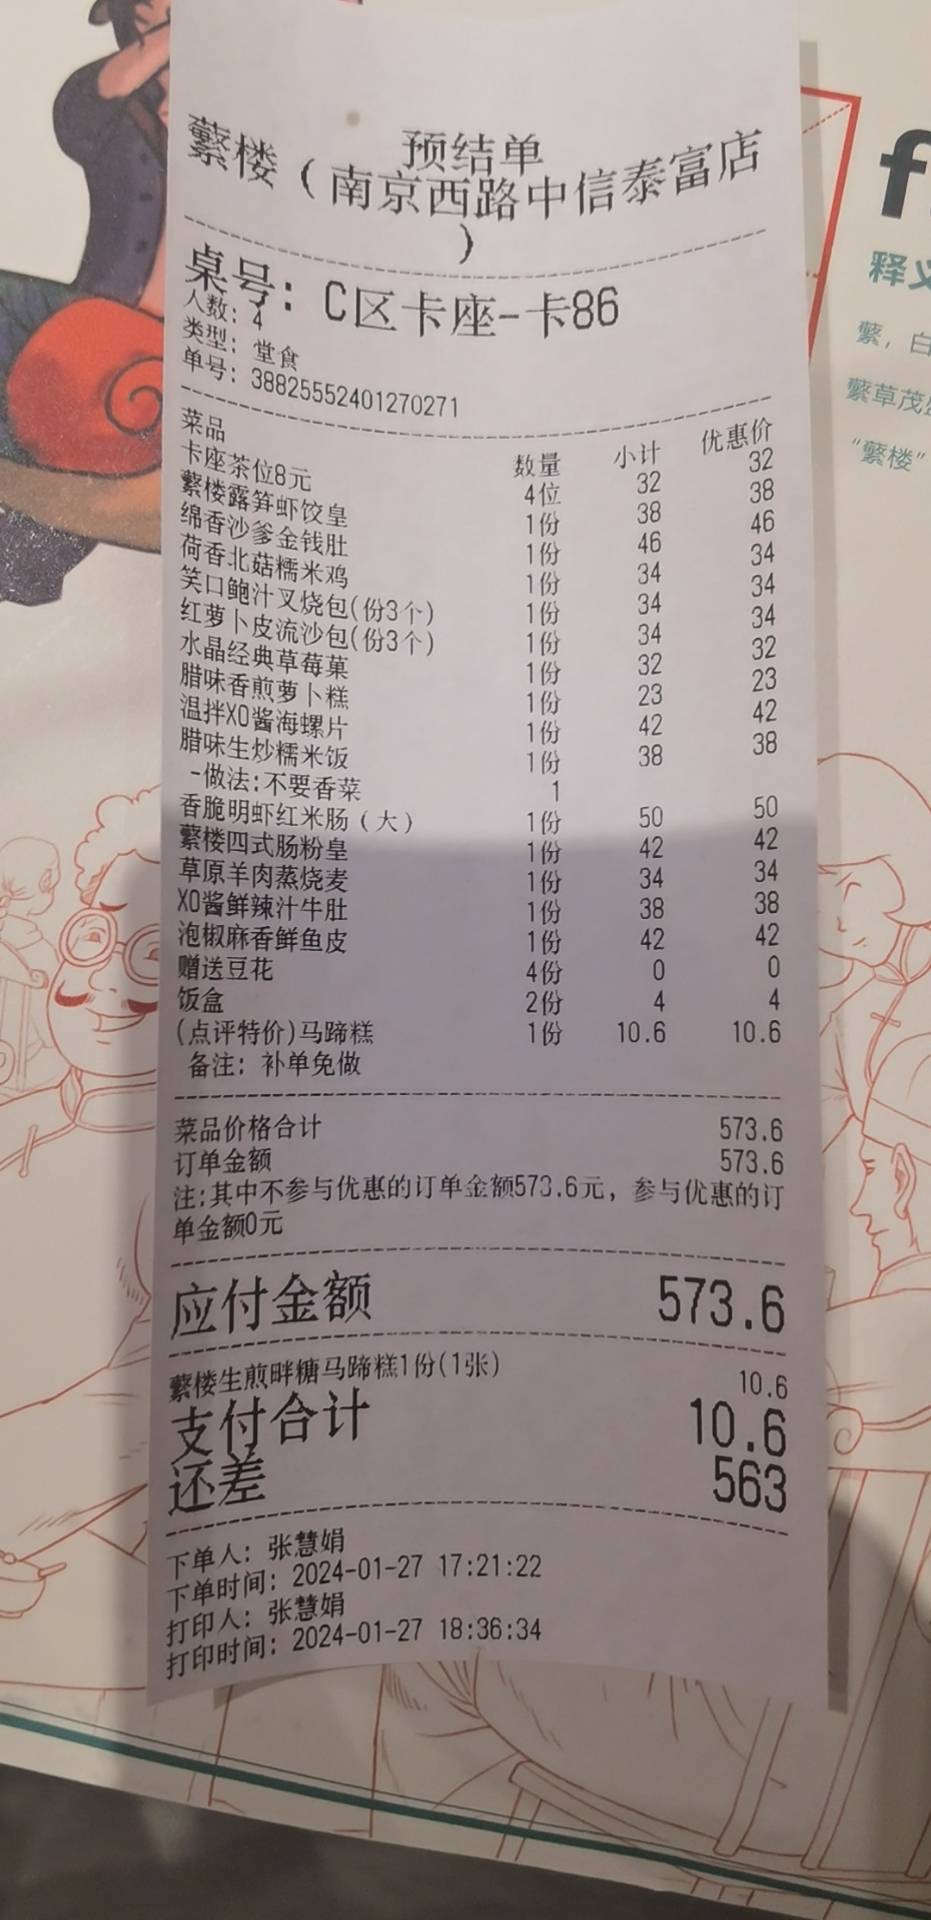 预结单
蘩楼（南京西路中信泰富店
）
桌号：C区卡座-卡86
人数：4
类型：堂食
单号：388255552401270271
菜品 数量 小计 优惠价
卡座茶位8元 4位 32 32
蘩楼露笋虾饺皇 1份 38 38
绵香沙爹金钱肚 1份 46 46
荷香北菇糯米鸡 1份 34 34
笑口鲍汁叉烧包(份3个) 1份 34 34
红萝卜皮流沙包(份3个) 1份 34 34
水晶经典草莓菓 1份 32 32
腊味香煎萝卜糕 1份 23 23
温拌XO酱海螺片 1份 42 42
腊味生炒糯米饭 1份 38 38
-做法:不要香菜 1
香脆明虾红米肠（大） 1份 50 50
蘩楼四式肠粉皇 1份 42 42
草原羊肉蒸烧麦 1份 34 34
XO酱鲜辣汁牛肚 1份 38 38
泡椒麻香鲜鱼皮 1份 42 42
赠送豆花 4份 0 0
饭盒 2份 4 4
(点评特价)马蹄糕 1份 10.6 10.6
备注：补单免做
菜品价格合计 573.6
订单金额 573.6
注:其中不参与优惠的订单金额573.6元，参与优惠的订
单金额0元
应付金额 573.6
蘩楼生煎畔糖马蹄糕1份(1张) 10.6
支付合计 10.6
还差 563
下单人：张慧娟
下单时间：2024-01-27 17:21:22
打印人：张慧娟
打印时间：2024-01-27 18:36:34
f
释义
蘩，白
蘩草茂盛
“蘩楼”